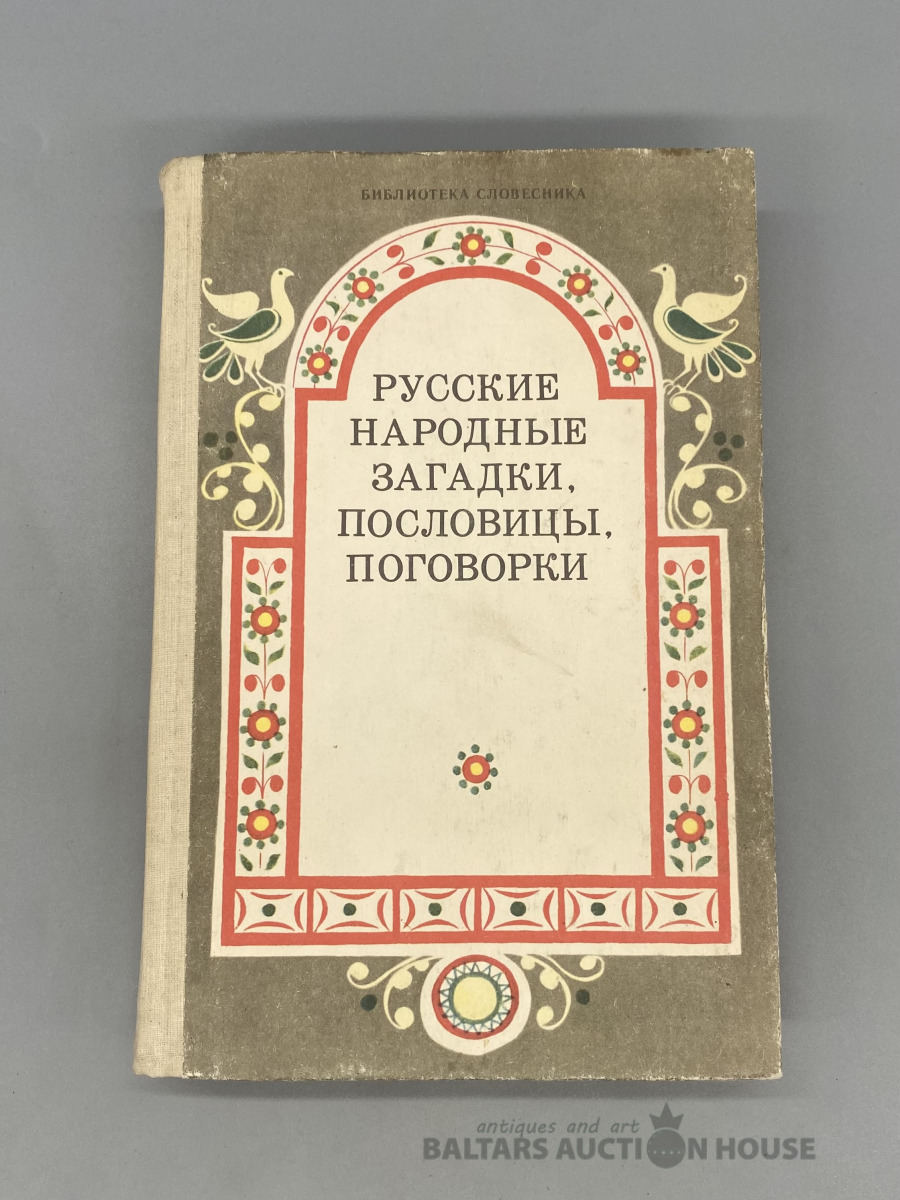 БИБЛИОТЕКА СЛОВЕСНИКА
РУССКИЕ
НАРОДНЫЕ
ЗАГАДКИ,
ПОСЛОВИЦЫ,
ПОГОВОРКИ
antiques and art
BALTARS AUCTION HOUSE